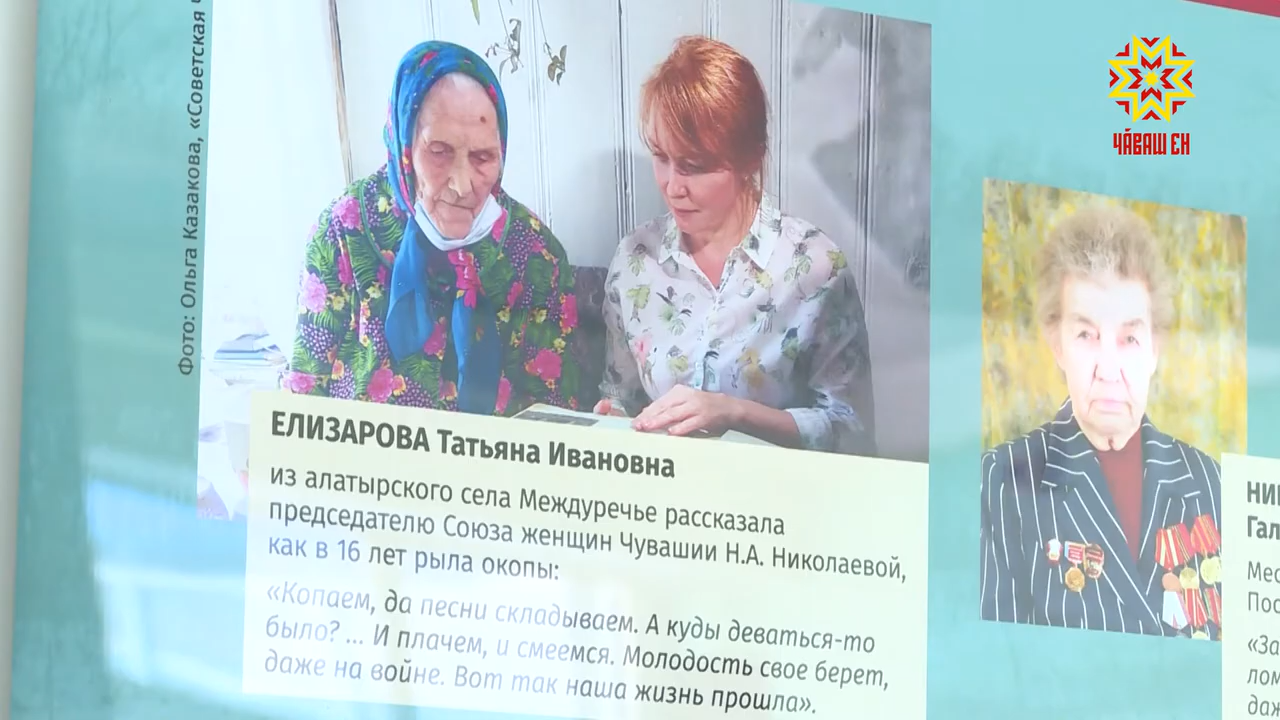 Фото: Ольга Казакова, «Советская
ЧӐВАШ ЕН
ЕЛИЗАРОВА Татьяна Ивановна
из алатырского села Междуречье рассказала
председателю Союза женщин Чувашии Н.А. Николаевой,
как в 16 лет рыла окопы:
«Копаем, да песни складываем. А куды деваться-то
было? ... И плачем, и смеемся. Молодость свое берет,
даже на войне. Вот так наша жизнь прошла».